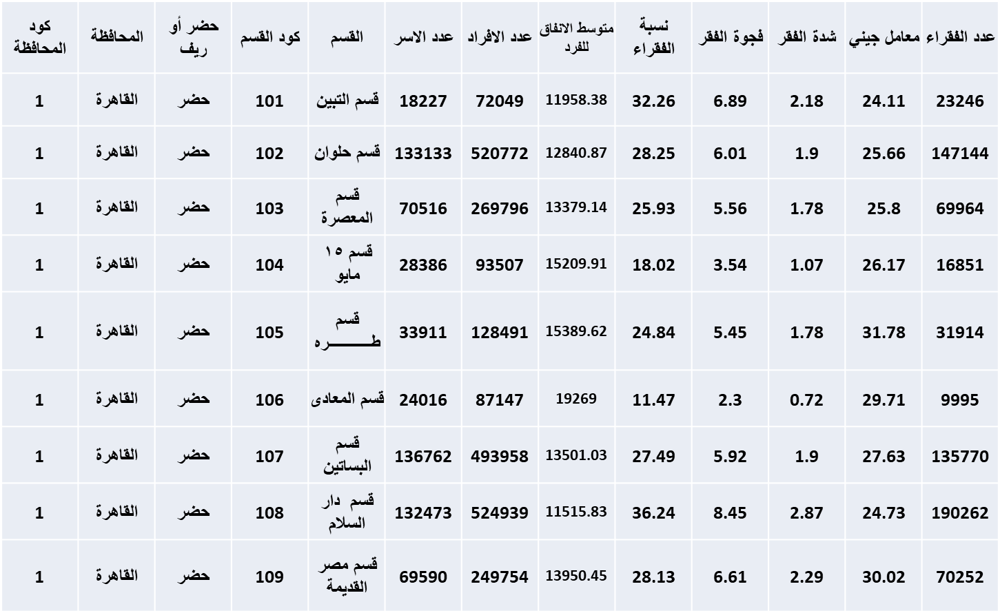 كود المحافظة المحافظة حضر أو ريف كود القسم القسم عدد الاسر عدد الافراد متوسط الانفاق للفرد نسبة الفقراء فجوة الفقر شدة الفقر معامل جيني عدد الفقراء
1 القاهرة حضر 101 قسم التبين 18227 72049 11958.38 32.26 6.89 2.18 24.11 23246
1 القاهرة حضر 102 قسم حلوان 133133 520772 12840.87 28.25 6.01 1.9 25.66 147144
1 القاهرة حضر 103 قسم المعصرة 70516 269796 13379.14 25.93 5.56 1.78 25.8 69964
1 القاهرة حضر 104 قسم ١٥ مايو 28386 93507 15209.91 18.02 3.54 1.07 26.17 16851
1 القاهرة حضر 105 قسم طـــــــره 33911 128491 15389.62 24.84 5.45 1.78 31.78 31914
1 القاهرة حضر 106 قسم المعادى 24016 87147 19269 11.47 2.3 0.72 29.71 9995
1 القاهرة حضر 107 قسم البساتين 136762 493958 13501.03 27.49 5.92 1.9 27.63 135770
1 القاهرة حضر 108 قسم دار السلام 132473 524939 11515.83 36.24 8.45 2.87 24.73 190262
1 القاهرة حضر 109 قسم مصر القديمة 69590 249754 13950.45 28.13 6.61 2.29 30.02 70252